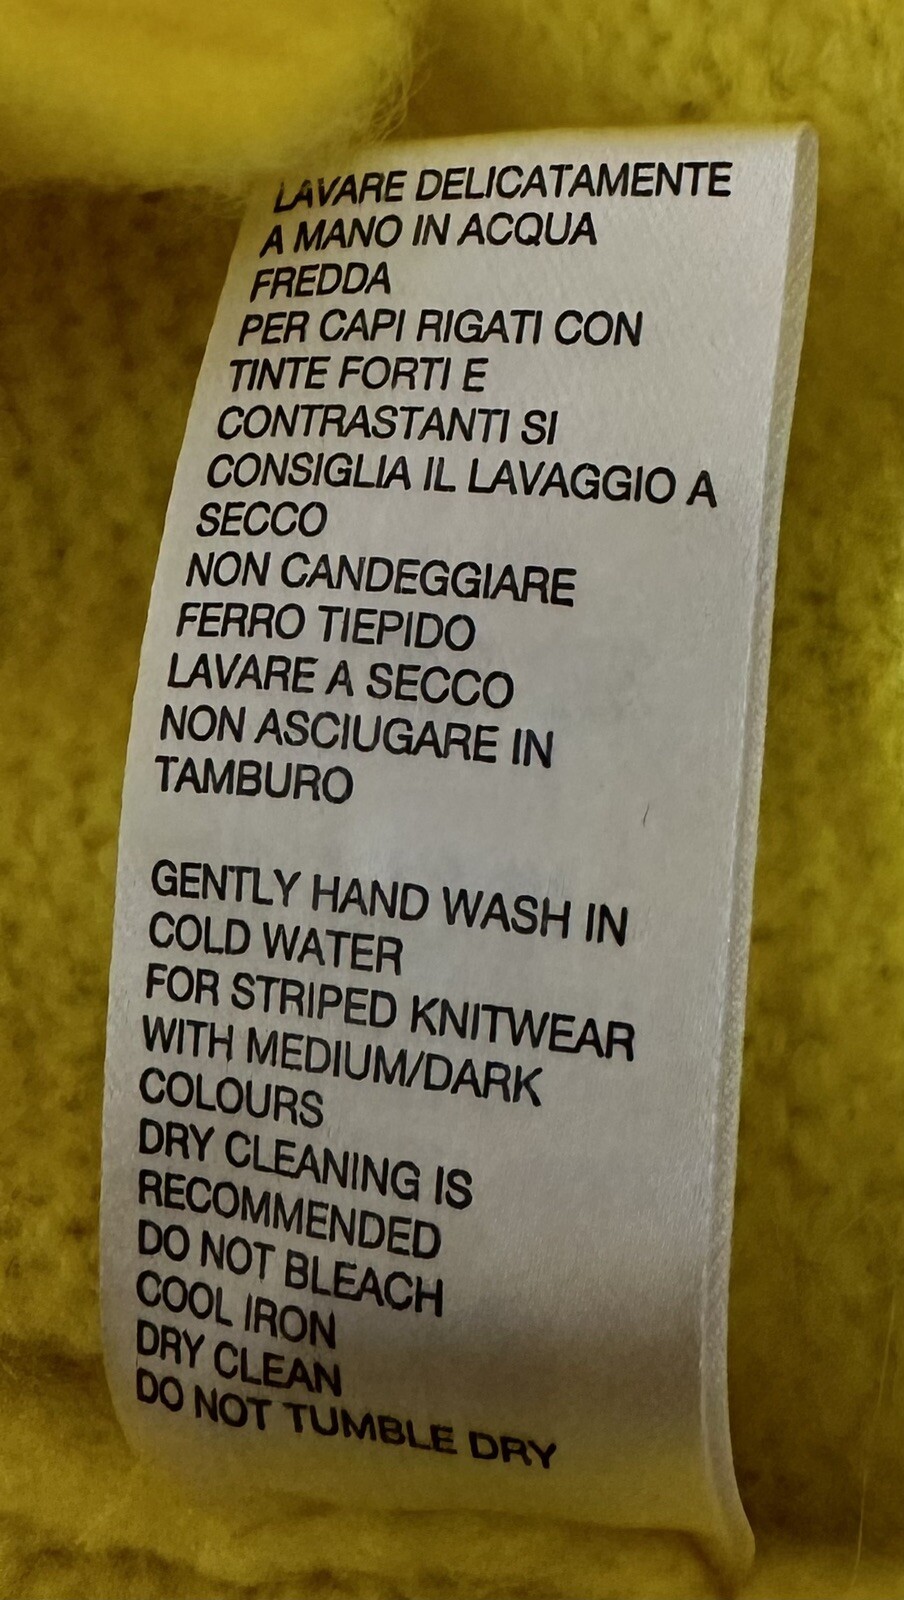 LAVARE DELICATAMENTE
A MANO IN ACQUA
FREDDA
PER CAPI RIGATI CON
TINTE FORTI E
CONTRASTANTI SI
CONSIGLIA IL LAVAGGIO A
SECCO
NON CANDEGGIARE
FERRO TIEPIDO
LAVARE A SECCO
NON ASCIUGARE IN
TAMBURO
GENTLY HAND WASH IN
COLD WATER
FOR STRIPED KNITWEAR
WITH MEDIUM/DARK
COLOURS
DRY CLEANING IS
RECOMMENDED
DO NOT BLEACH
COOL IRON
DRY CLEAN
DO NOT TUMBLE DRY